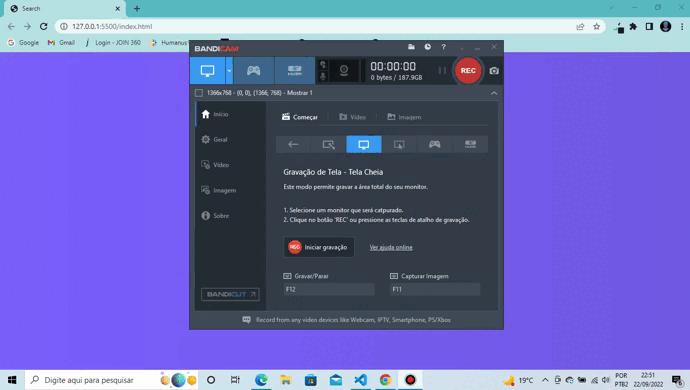 Search
127.0.0.1:5500/index.html
Google
Gmail
Login - JOIN 360
Humanus
BANDICAM
00:00:00
0 bytes / 187.9GB
REC
1366x768 - (0, 0), (1366, 768) - Mostrar 1
Início
Geral
Vídeo
Imagem
Sobre
BANDICUT
Começar
Vídeo
Imagem
Gravação de Tela - Tela Cheia
Este modo permite gravar a área total do seu monitor.
1. Selecione um monitor que será catpurado.
2. Clique no botão 'REC' ou pressione as teclas de atalho de gravação.
REC
Iniciar gravação
Ver ajuda online
Gravar/Parar
Capturar Imagem
F12
F11
Record from any video devices like Webcam, IPTV, Smartphone, PS/Xbox
Digite aqui para pesquisar
19°C
POR
PTB2
22:51
22/09/2022